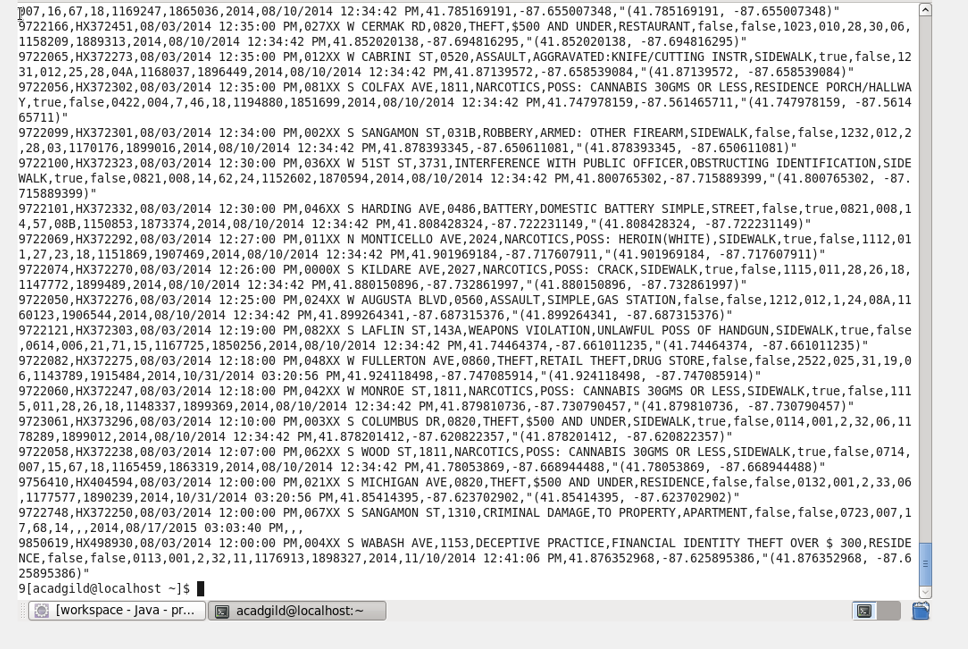 007,16,67,18,1169247,1865036,2014,08/10/2014 12:34:42 PM,41.785169191,-87.655007348,"(41.785169191, -87.655007348)"
9722166,HX372451,08/03/2014 12:35:00 PM,027XX W CERMAK RD,0820,THEFT,$500 AND UNDER,RESTAURANT,false,false,1023,010,28,30,06,
1158209,1889313,2014,08/10/2014 12:34:42 PM,41.852020138,-87.694816295,"(41.852020138, -87.694816295)"
9722065,HX372273,08/03/2014 12:35:00 PM,012XX W CABRINI ST,0520,ASSAULT,AGGRAVATED:KNIFE/CUTTING INSTR,SIDEWALK,true,false,12
31,012,25,28,04A,1168037,1896449,2014,08/10/2014 12:34:42 PM,41.87139572,-87.658539084,"(41.87139572, -87.658539084)"
9722056,HX372302,08/03/2014 12:35:00 PM,081XX S COLFAX AVE,1811,NARCOTICS,POSS: CANNABIS 30GMS OR LESS,RESIDENCE PORCH/HALLWA
Y,true,false,0422,004,7,46,18,1194880,1851699,2014,08/10/2014 12:34:42 PM,41.747978159,-87.561465711,"(41.747978159, -87.5614
65711)"
9722099,HX372301,08/03/2014 12:34:00 PM,002XX S SANGAMON ST,031B,ROBBERY,ARMED: OTHER FIREARM,SIDEWALK,false,false,1232,012,2
,28,03,1170176,1899016,2014,08/10/2014 12:34:42 PM,41.878393345,-87.650611081,"(41.878393345, -87.650611081)"
9722100,HX372323,08/03/2014 12:30:00 PM,036XX W 51ST ST,3731,INTERFERENCE WITH PUBLIC OFFICER,OBSTRUCTING IDENTIFICATION,SIDE
WALK,true,false,0821,008,14,62,24,1152602,1870594,2014,08/10/2014 12:34:42 PM,41.800765302,-87.715889399,"(41.800765302, -87.
715889399)"
9722101,HX372332,08/03/2014 12:30:00 PM,046XX S HARDING AVE,0486,BATTERY,DOMESTIC BATTERY SIMPLE,STREET,false,true,0821,008,1
4,57,08B,1150853,1873374,2014,08/10/2014 12:34:42 PM,41.808428324,-87.722231149,"(41.808428324, -87.722231149)"
9722069,HX372292,08/03/2014 12:27:00 PM,011XX N MONTICELLO AVE,2024,NARCOTICS,POSS: HEROIN(WHITE),SIDEWALK,true,false,1112,01
1,27,23,18,1151869,1907469,2014,08/10/2014 12:34:42 PM,41.901969184,-87.717607911,"(41.901969184, -87.717607911)"
9722074,HX372270,08/03/2014 12:26:00 PM,0000X S KILDARE AVE,2027,NARCOTICS,POSS: CRACK,SIDEWALK,true,false,1115,011,28,26,18,
1147772,1899489,2014,08/10/2014 12:34:42 PM,41.880150896,-87.732861997,"(41.880150896, -87.732861997)"
9722050,HX372276,08/03/2014 12:25:00 PM,024XX W AUGUSTA BLVD,0560,ASSAULT,SIMPLE,GAS STATION,false,false,1212,012,1,24,08A,11
60123,1906544,2014,08/10/2014 12:34:42 PM,41.899264341,-87.687315376,"(41.899264341, -87.687315376)"
9722121,HX372303,08/03/2014 12:19:00 PM,082XX S LAFLIN ST,143A,WEAPONS VIOLATION,UNLAWFUL POSS OF HANDGUN,SIDEWALK,true,false
,0614,006,21,71,15,1167725,1850256,2014,08/10/2014 12:34:42 PM,41.74464374,-87.661011235,"(41.74464374, -87.661011235)"
9722082,HX372275,08/03/2014 12:18:00 PM,048XX W FULLERTON AVE,0860,THEFT,RETAIL THEFT,DRUG STORE,false,false,2522,025,31,19,0
6,1143789,1915484,2014,10/31/2014 03:20:56 PM,41.924118498,-87.747085914,"(41.924118498, -87.747085914)"
9722060,HX372247,08/03/2014 12:18:00 PM,042XX W MONROE ST,1811,NARCOTICS,POSS: CANNABIS 30GMS OR LESS,SIDEWALK,true,false,111
5,011,28,26,18,1148337,1899369,2014,08/10/2014 12:34:42 PM,41.879810736,-87.730790457,"(41.879810736, -87.730790457)"
9723061,HX373296,08/03/2014 12:10:00 PM,003XX S COLUMBUS DR,0820,THEFT,$500 AND UNDER,SIDEWALK,true,false,0114,001,2,32,06,1
178289,1899012,2014,08/10/2014 12:34:42 PM,41.878201412,-87.620822357,"(41.878201412, -87.620822357)"
9722058,HX372238,08/03/2014 12:07:00 PM,062XX S WOOD ST,1811,NARCOTICS,POSS: CANNABIS 30GMS OR LESS,SIDEWALK,true,false,0714,
007,15,67,18,1165459,1863319,2014,08/10/2014 12:34:42 PM,41.78053869,-87.668944488,"(41.78053869, -87.668944488)"
9756410,HX404594,08/03/2014 12:00:00 PM,021XX S MICHIGAN AVE,0820,THEFT,$500 AND UNDER,RESIDENCE,false,false,0132,001,2,33,06
,1177577,1890239,2014,10/31/2014 03:20:56 PM,41.85414395,-87.623702902,"(41.85414395, -87.623702902)"
9722748,HX372250,08/03/2014 12:00:00 PM,067XX S SANGAMON ST,1310,CRIMINAL DAMAGE,TO PROPERTY,APARTMENT,false,false,0723,007,1
7,68,14,,,2014,08/17/2015 03:03:40 PM,,,
9850619,HX498930,08/03/2014 12:00:00 PM,004XX S WABASH AVE,1153,DECEPTIVE PRACTICE,FINANCIAL IDENTITY THEFT OVER $ 300,RESIDE
NCE,false,false,0113,001,2,32,11,1176913,1898327,2014,11/10/2014 12:41:06 PM,41.876352968,-87.625895386,"(41.876352968, -87.6
25895386)"
9[acadgild@localhost ~]$
[workspace - Java - pr... acadgild@localhost:~